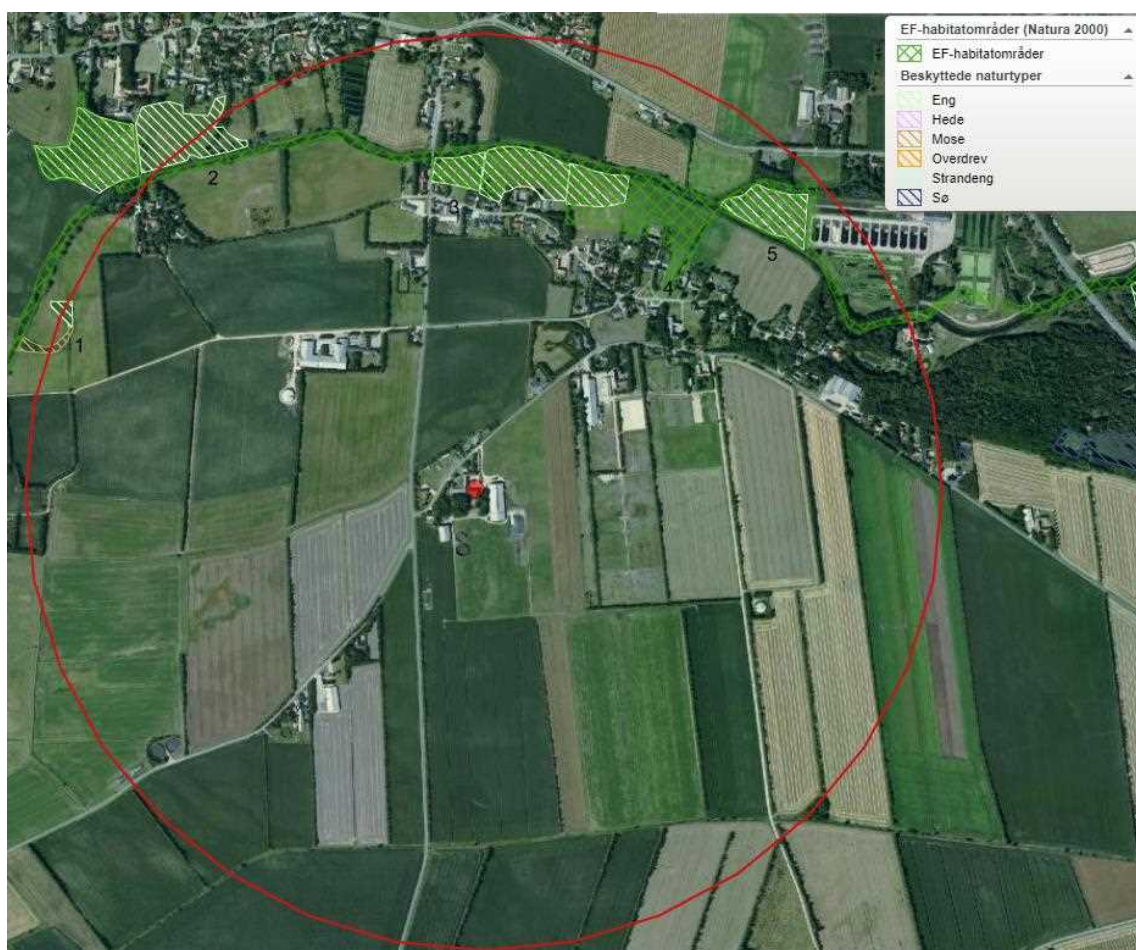 EF-habitatområder (Natura 2000)
EF-habitatområder
Beskyttede naturtyper
Eng
Hede
Mose
Overdrev
Strandeng
Sø
2
3
5
4
1